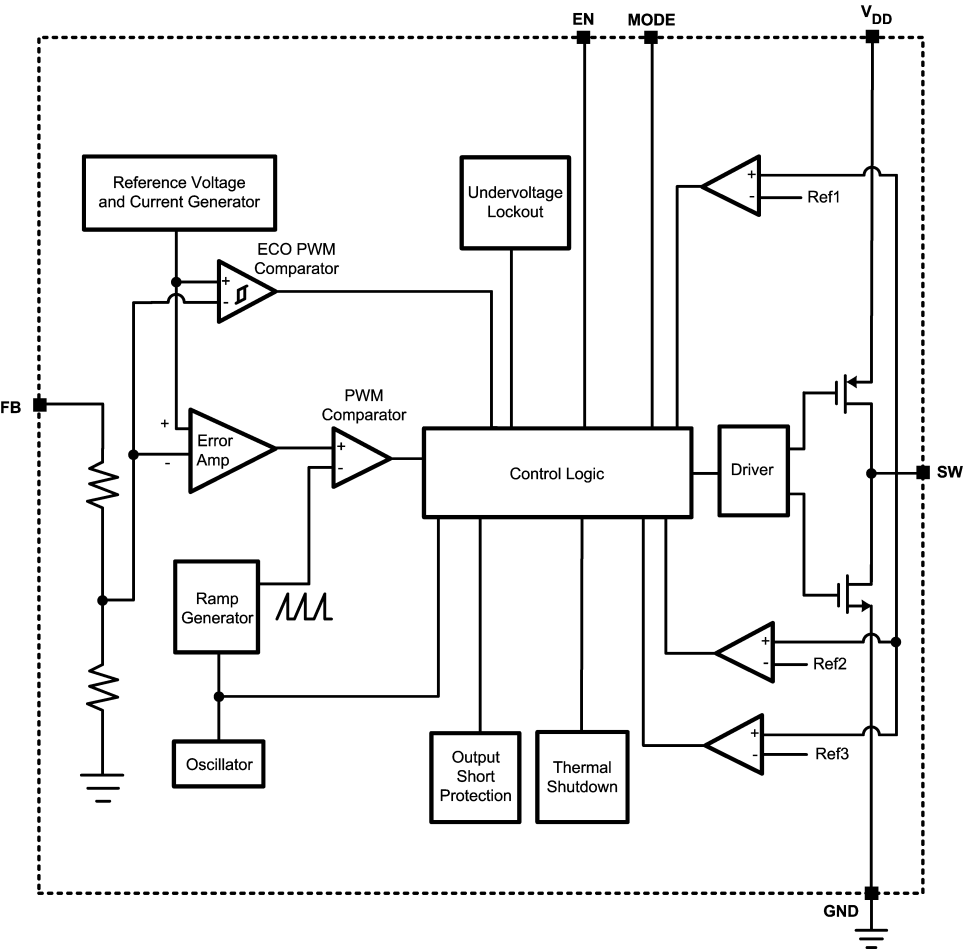 EN
MODE
VDD
Reference Voltage
and Current Generator
Undervoltage
Lockout
+
-
Ref1
ECO PWM
Comparator
+
-
FB
PWM
Comparator
+
-
Error
Amp
+
-
Control Logic
Driver
SW
Ramp
Generator
+
-
Ref2
+
-
Ref3
Oscillator
Output
Short
Protection
Thermal
Shutdown
GND